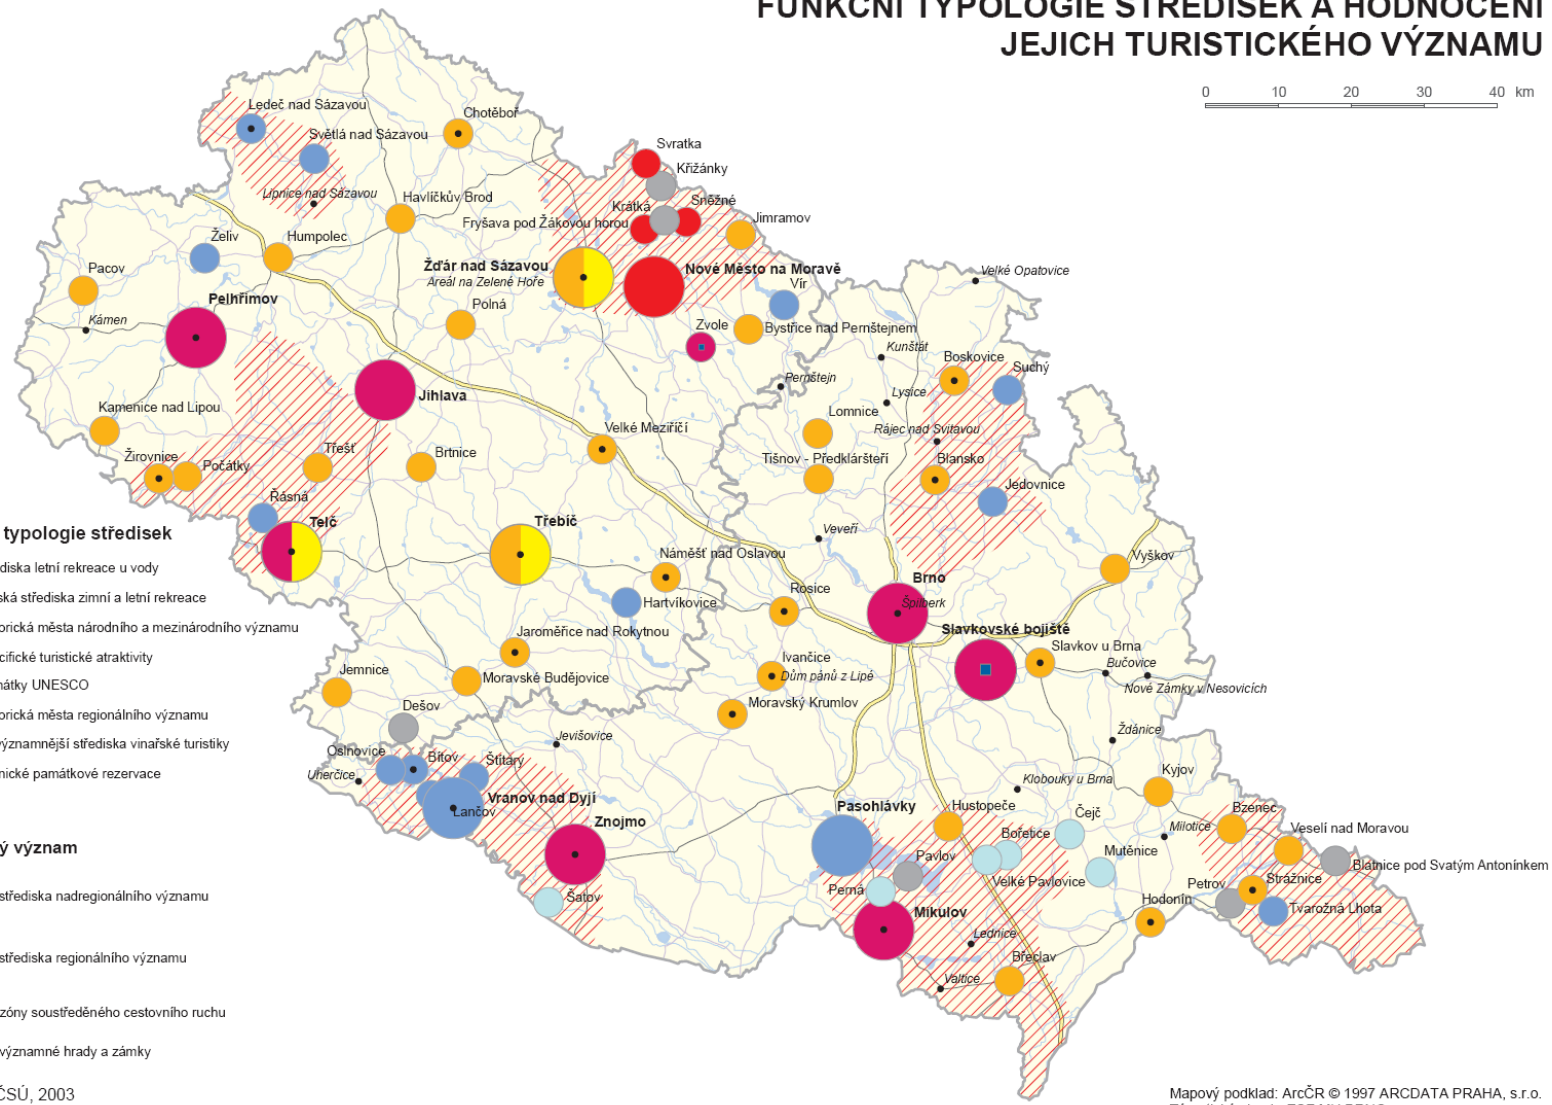 FUNKČNÍ TYPOLOGIE STŘEDISEK A HODNOCENÍ
JEJICH TURISTICKÉHO VÝZNAMU
0 10 20 30 40 km
Ledeč nad Sázavou
Chotěboř
Světlá nad Sázavou
Svratka
Křižánky
Lipnice nad Sázavou
Havlíčkův Brod
Krátká
Sněžné
Fryšava pod Žákovou horou
Jimramov
Želiv
Humpolec
Žďár nad Sázavou
Areál na Zelené Hoře
Nové Město na Moravě
Vír
Velké Opatovice
Pacov
Pelhřimov
Polná
Kámen
Zvole
Bystřice nad Pernštejnem
Kunštát
Boskovice
Suchý
Pernštejn
Jihlava
Lysice
Kamenice nad Lipou
Lomnice
Rájec nad Svitavou
Velké Meziříčí
Žirovnice
Počátky
Třešť
Brtnice
Tišnov - Předklášteří
Blansko
Jedovnice
Řásná
Telč
Třebíč
Veveří
typologie středisek
diska letní rekreace u vody
ská střediska zimní a letní rekreace
orická města národního a mezinárodního významu
cifické turistické atraktivity
nátky UNESCO
orická města regionálního významu
významnější střediska vinařské turistiky
nické památkové rezervace
Náměšť nad Oslavou
Vyškov
Hartvíkovice
Rosice
Brno
Špilberk
Slavkovské bojiště
Jaroměřice nad Rokytnou
Slavkov u Brna
Ivančice
Dům pánů z Lipé
Bučovice
Nové Zámky v Nesovicích
Jemnice
Moravské Budějovice
Moravský Krumlov
Dešov
Jevišovice
Ždánice
Oslnovice
Bítov
Štítary
Uherčice
Vranov nad Dyjí
Lančov
Klobouky u Brna
Kyjov
Znojmo
Pasohlávky
Hustopeče
Čejč
Bzenec
Bořetice
Milotice
Veselí nad Moravou
ý význam
Pavlov
Mutěnice
Blatnice pod Svatým Antonínkem
Velké Pavlovice
Perná
Petrov
Strážnice
střediska nadregionálního významu
Šatov
Mikulov
Hodonín
Tvarožná Lhota
Lednice
střediska regionálního významu
Břeclav
Valtice
zóny soustředěného cestovního ruchu
významné hrady a zámky
ČSÚ, 2003
Mapový podklad: ArcČR © 1997 ARCDATA PRAHA, s.r.o.